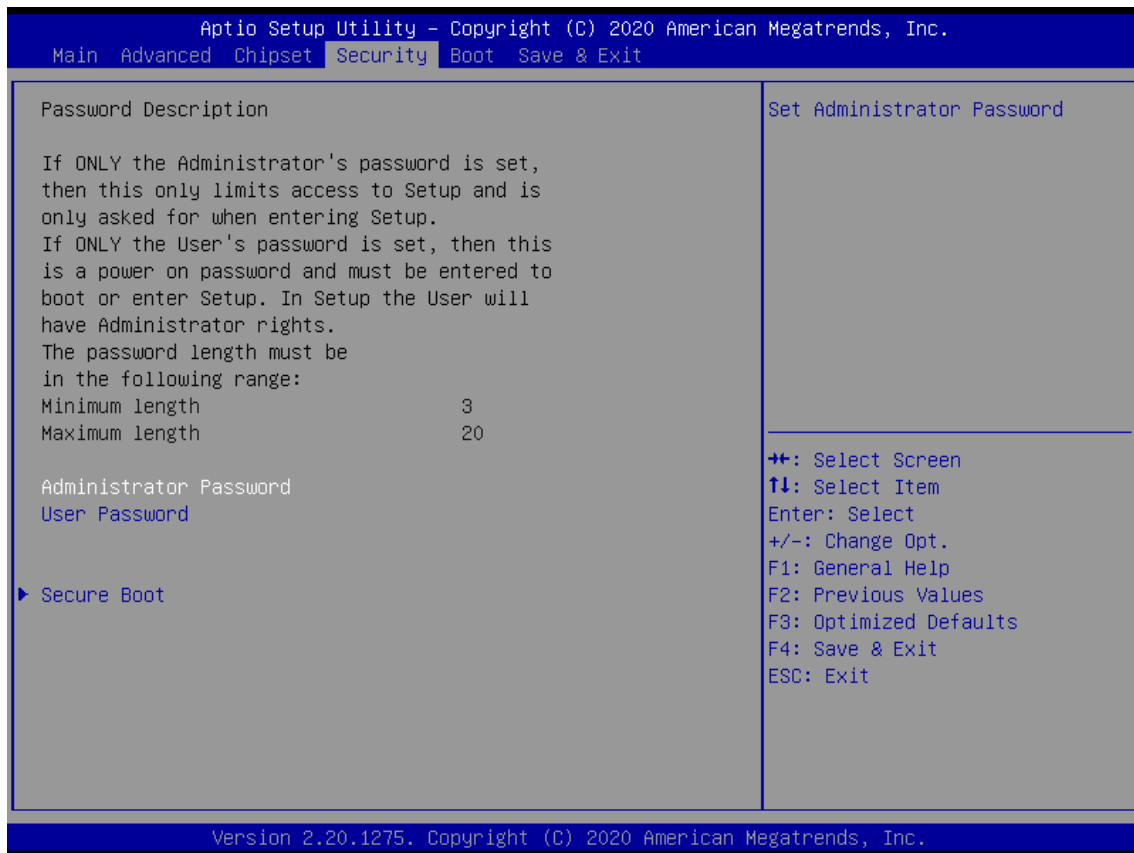 Aptio Setup Utility – Copyright (C) 2020 American Megatrends, Inc.
Main Advanced Chipset Security Boot Save & Exit
Password Description
If ONLY the Administrator's password is set,
then this only limits access to Setup and is
only asked for when entering Setup.
If ONLY the User's password is set, then this
is a power on password and must be entered to
boot or enter Setup. In Setup the User will
have Administrator rights.
The password length must be
in the following range:
Minimum length 3
Maximum length 20
Administrator Password
User Password
Secure Boot
Set Administrator Password
→←: Select Screen
↑↓: Select Item
Enter: Select
+/-: Change Opt.
F1: General Help
F2: Previous Values
F3: Optimized Defaults
F4: Save & Exit
ESC: Exit
Version 2.20.1275. Copyright (C) 2020 American Megatrends, Inc.